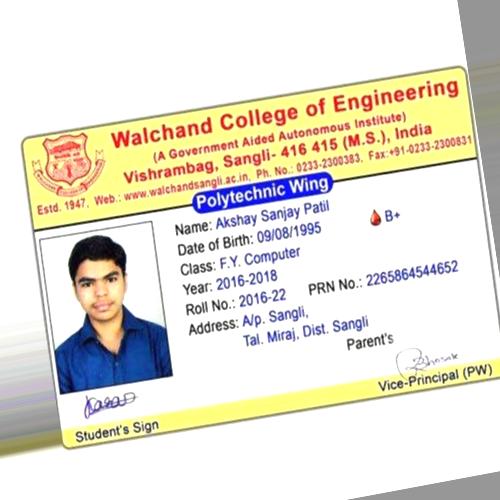 Walchand College of Engineering
(A Government Aided Autonomous Institute)
Vishrambag, Sangli- 416 415 (M.S.), India
Estd. 1947, Web.: www.walchandsangli.ac.in, Ph. No.: 0233-2300383, Fax:+91-0233-2300831
Polytechnic Wing
Name: Akshay Sanjay Patil
B+
Date of Birth: 09/08/1995
Class: F.Y. Computer
Year: 2016-2018
Roll No.: 2016-22 PRN No.: 2265864544652
Address: A/p. Sangli,
Tal. Miraj, Dist. Sangli
Parent's
Student's Sign
Vice-Principal (PW)